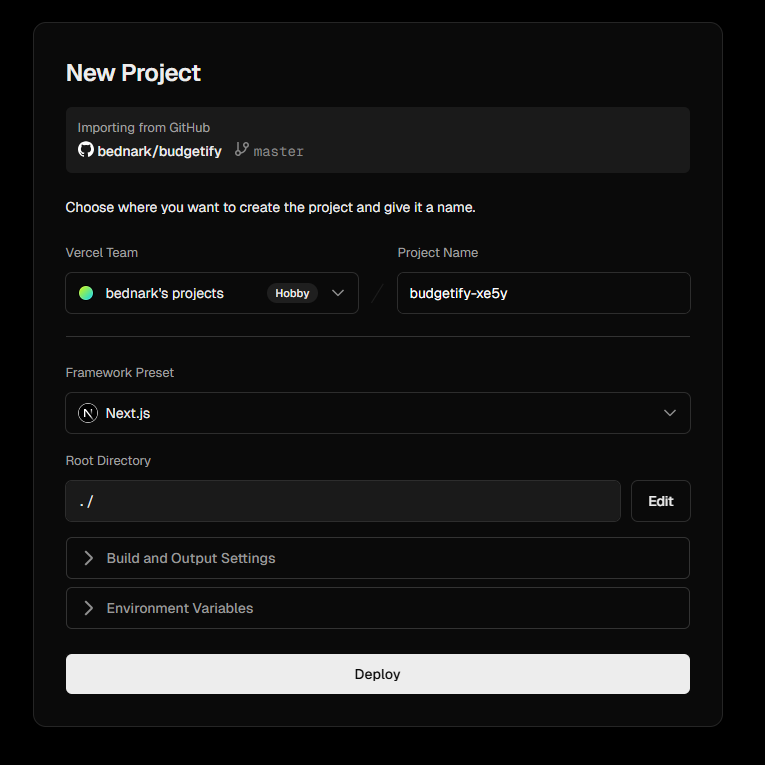 New Project
Importing from GitHub
bednark/budgetify master
Choose where you want to create the project and give it a name.
Vercel Team Project Name
bednark's projects Hobby / budgetify-xe5y
Framework Preset
N Next.js
Root Directory
./ Edit
Build and Output Settings
Environment Variables
Deploy